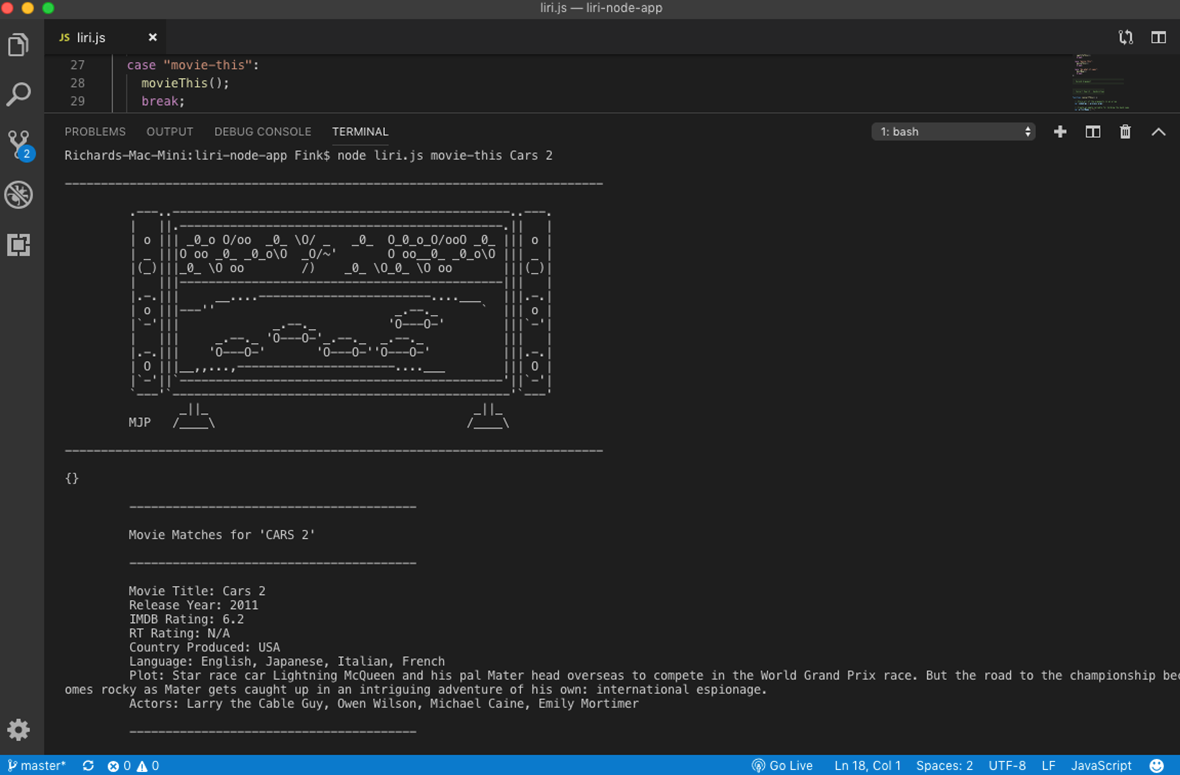 liri.js — liri-node-app
JS liri.js ×
27 case "movie-this":
28 movieThis();
29 break;
PROBLEMS OUTPUT DEBUG CONSOLE TERMINAL 1: bash
Richards-Mac-Mini:liri-node-app Fink$ node liri.js movie-this Cars 2
MJP
{}
Movie Matches for 'CARS 2'
Movie Title: Cars 2
Release Year: 2011
IMDB Rating: 6.2
RT Rating: N/A
Country Produced: USA
Language: English, Japanese, Italian, French
Plot: Star race car Lightning McQueen and his pal Mater head overseas to compete in the World Grand Prix race. But the road to the championship bec
omes rocky as Mater gets caught up in an intriguing adventure of his own: international espionage.
Actors: Larry the Cable Guy, Owen Wilson, Michael Caine, Emily Mortimer
2
master* 0 0 Go Live Ln 18, Col 1 Spaces: 2 UTF-8 LF JavaScript